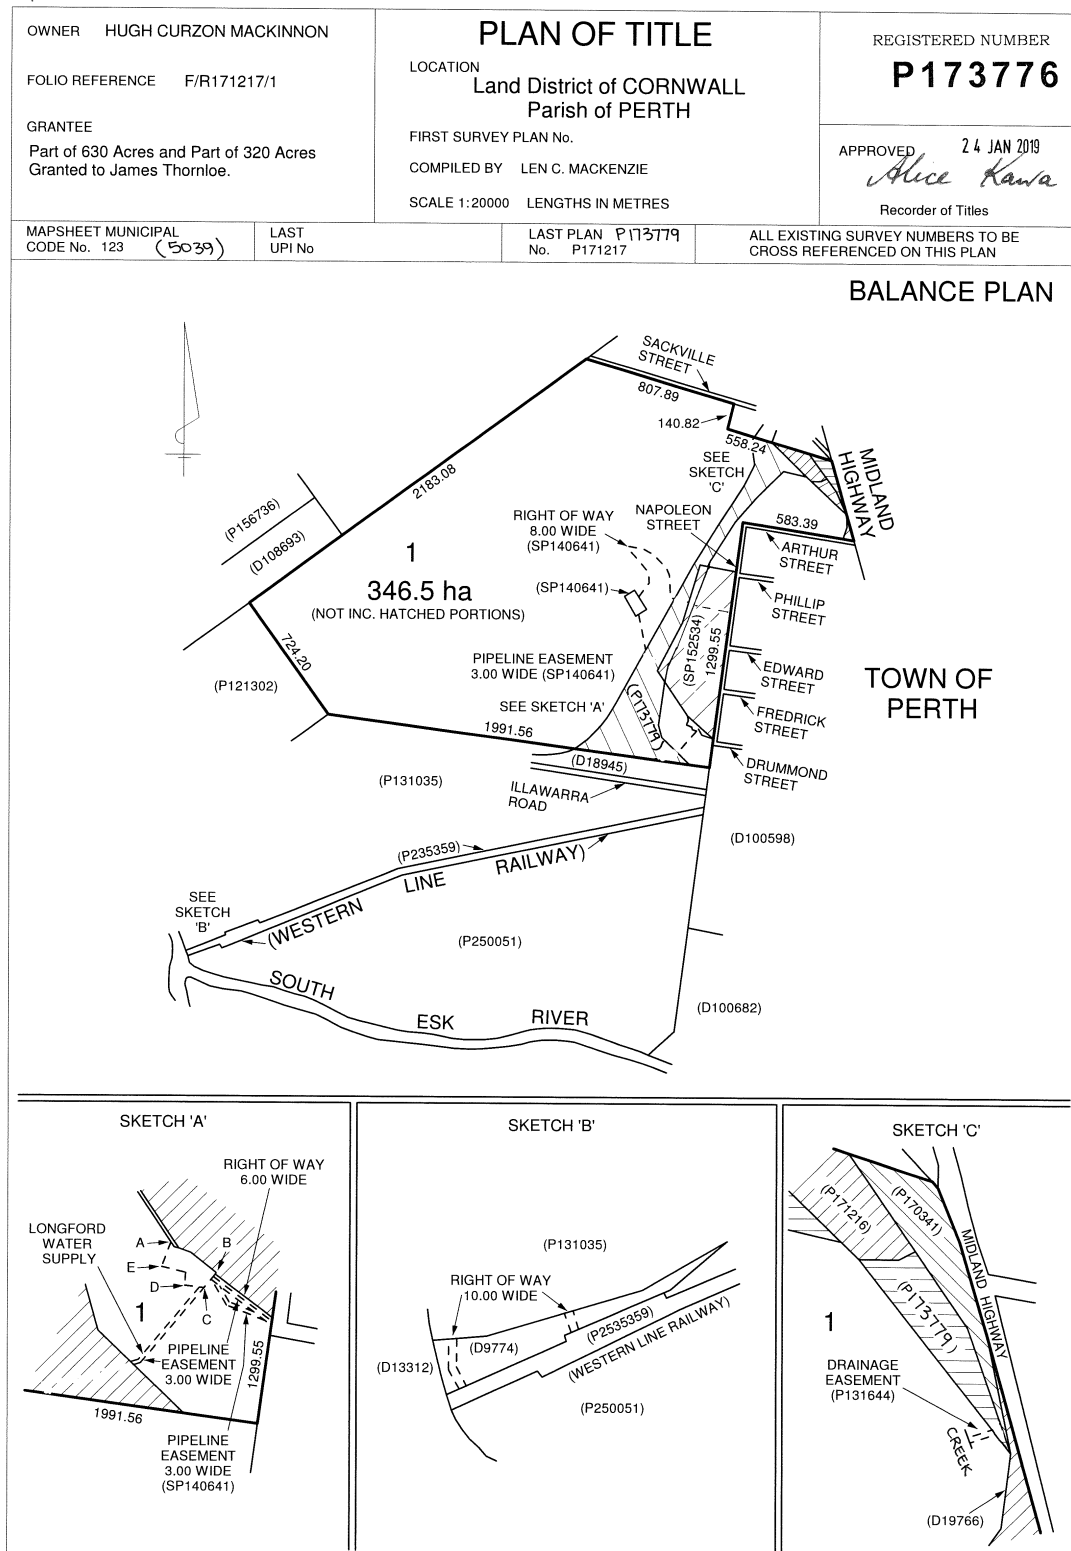 OWNER HUGH CURZON MACKINNON
FOLIO REFERENCE F/R171217/1
GRANTEE
Part of 630 Acres and Part of 320 Acres
Granted to James Thornloe.
PLAN OF TITLE
LOCATION
Land District of CORNWALL
Parish of PERTH
FIRST SURVEY PLAN No.
COMPILED BY LEN C. MACKENZIE
SCALE 1:20000 LENGTHS IN METRES
REGISTERED NUMBER
P173776
APPROVED 24 JAN 2019
Alice Kawa
Recorder of Titles
MAPSHEET MUNICIPAL
CODE No. 123 (5039)
LAST
UPI No
LAST PLAN P173779
No. P171217
ALL EXISTING SURVEY NUMBERS TO BE
CROSS REFERENCED ON THIS PLAN
BALANCE PLAN
SACKVILLE
STREET
807.89
140.82
558.24
MIDLAND
HIGHWAY
SEE
SKETCH
'C'
2183.08
(P156736)
(D108693)
RIGHT OF WAY
8.00 WIDE
(SP140641)
NAPOLEON
STREET
583.39
ARTHUR
STREET
1
346.5 ha
(NOT INC. HATCHED PORTIONS)
(SP140641)
PHILLIP
STREET
724.20
(SP152534)
1299.55
PIPELINE EASEMENT
3.00 WIDE (SP140641)
EDWARD
STREET
TOWN OF
PERTH
(P121302)
(P173779)
SEE SKETCH 'A'
FREDRICK
STREET
1991.56
(D18945)
DRUMMOND
STREET
(P131035)
ILLAWARRA
ROAD
(D100598)
(P235359)
(WESTERN LINE RAILWAY)
SEE
SKETCH
'B'
(P250051)
SOUTH ESK RIVER
(D100682)
SKETCH 'A'
RIGHT OF WAY
6.00 WIDE
LONGFORD
WATER
SUPPLY
A
B
E
D
C
1
PIPELINE
EASEMENT
3.00 WIDE
1299.55
1991.56
PIPELINE
EASEMENT
3.00 WIDE
(SP140641)
SKETCH 'B'
(P131035)
RIGHT OF WAY
10.00 WIDE
(P2535359)
(D9774)
(WESTERN LINE RAILWAY)
(D13312)
(P250051)
SKETCH 'C'
(P171216)
(P170341)
MIDLAND HIGHWAY
(P173779)
1
DRAINAGE
EASEMENT
(P131644)
CREEK
(D19766)